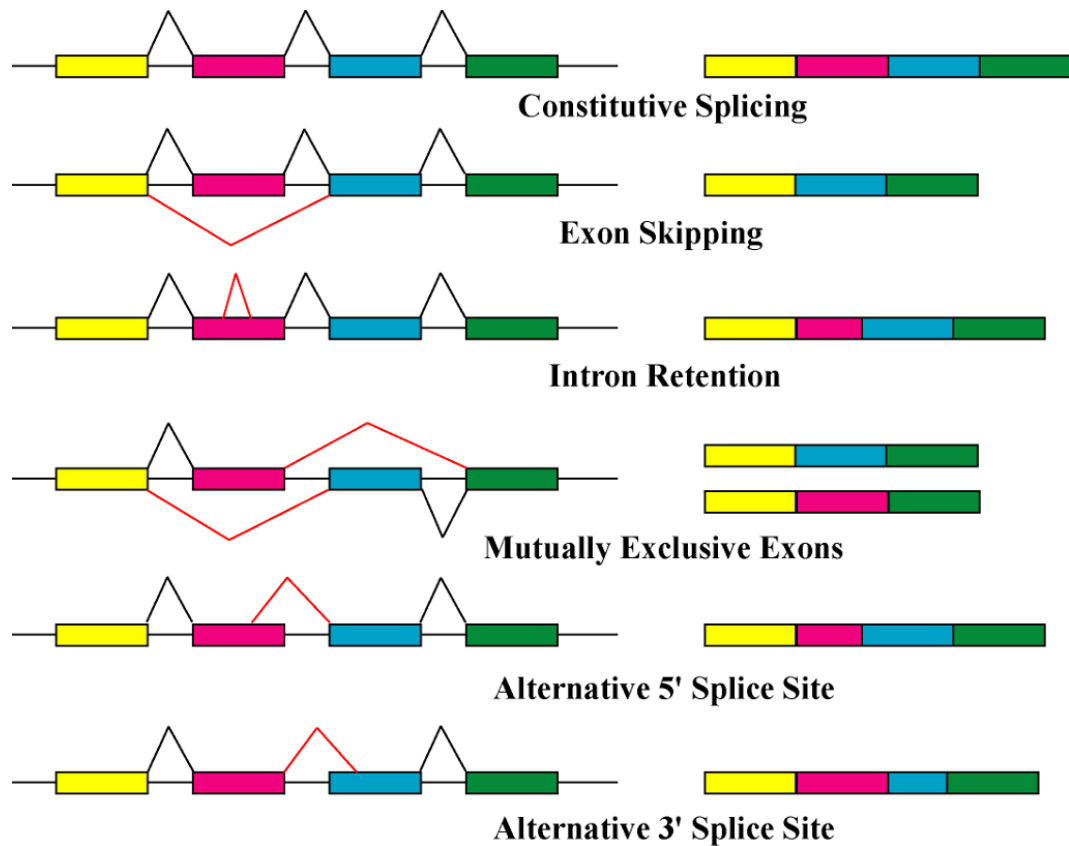 Constitutive Splicing
Exon Skipping
Intron Retention
Mutually Exclusive Exons
Alternative 5' Splice Site
Alternative 3' Splice Site